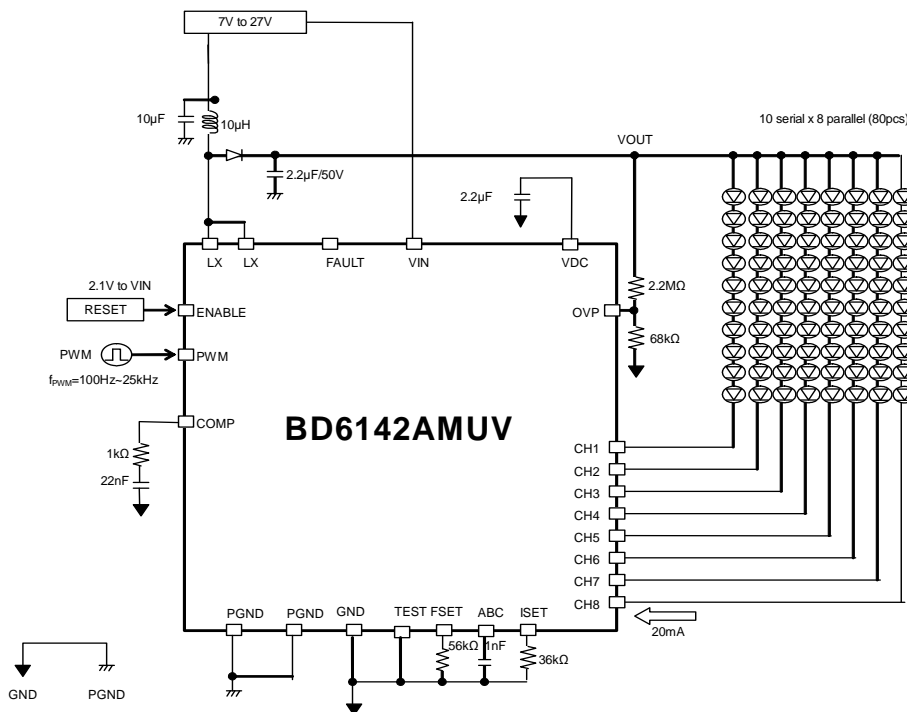 7V to 27V
10µF
10µH
10 serial x 8 parallel (80pcs)
VOUT
2.2µF/50V
2.2µF
LX
LX
FAULT
VIN
VDC
2.1V to VIN
RESET
ENABLE
2.2MΩ
OVP
PWM
PWM
68kΩ
fPWM=100Hz~25kHz
COMP
BD6142AMUV
1kΩ
22nF
CH1
CH2
CH3
CH4
CH5
CH6
CH7
CH8
PGND
PGND
GND
TEST
FSET
ABC
ISET
20mA
56kΩ
1nF
36kΩ
GND
PGND